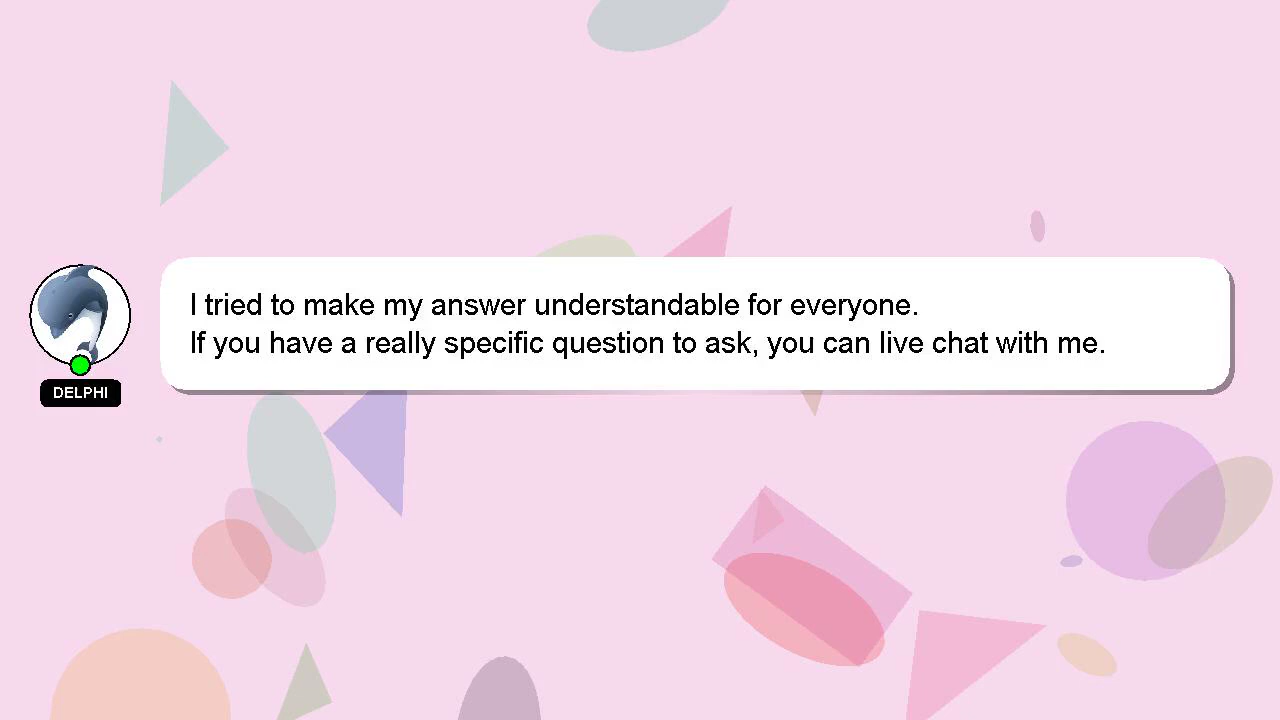 I tried to make my answer understandable for everyone.
If you have a really specific question to ask, you can live chat with me.
DELPHI